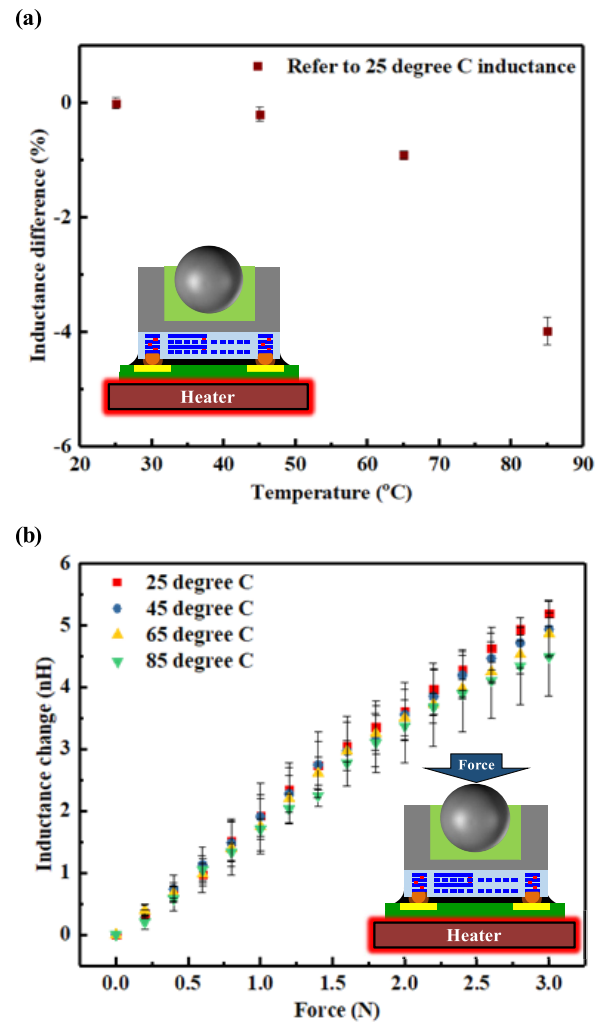 (a)
Refer to 25 degree C inductance
Inductance difference (%)
0
-2
-4
-6
Heater
20 30 40 50 60 70 80 90
Temperature (ºC)
(b)
25 degree C
45 degree C
65 degree C
85 degree C
Inductance change (nH)
6
5
4
3
2
1
0
Force
Heater
0.0 0.5 1.0 1.5 2.0 2.5 3.0
Force (N)